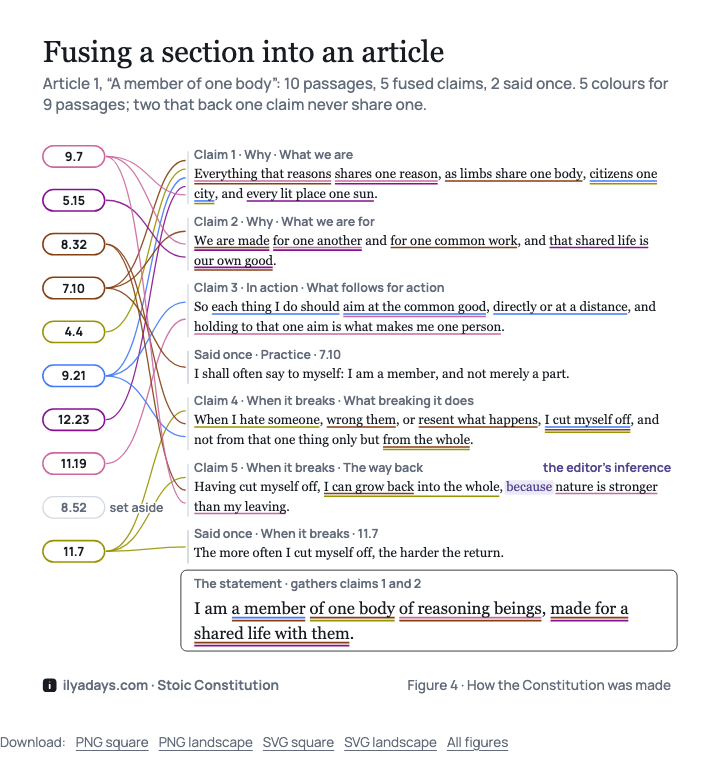 Fusing a section into an article
Article 1, “A member of one body”: 10 passages, 5 fused claims, 2 said once. 5 colours for
9 passages; two that back one claim never share one.
9.7
5.15
8.32
7.10
4.4
9.21
12.23
11.19
8.52 set aside
11.7
Claim 1 · Why · What we are
Everything that reasons shares one reason, as limbs share one body, citizens one
city, and every lit place one sun.
Claim 2 · Why · What we are for
We are made for one another and for one common work, and that shared life is
our own good.
Claim 3 · In action · What follows for action
So each thing I do should aim at the common good, directly or at a distance, and
holding to that one aim is what makes me one person.
Said once · Practice · 7.10
I shall often say to myself: I am a member, and not merely a part.
Claim 4 · When it breaks · What breaking it does
When I hate someone, wrong them, or resent what happens, I cut myself off, and
not from that one thing only but from the whole.
Claim 5 · When it breaks · The way back
the editor’s inference
Having cut myself off, I can grow back into the whole, because nature is stronger
than my leaving.
Said once · When it breaks · 11.7
The more often I cut myself off, the harder the return.
The statement · gathers claims 1 and 2
I am a member of one body of reasoning beings, made for a
shared life with them.
ilyadays.com · Stoic Constitution
Figure 4 · How the Constitution was made
Download: PNG square PNG landscape SVG square SVG landscape All figures